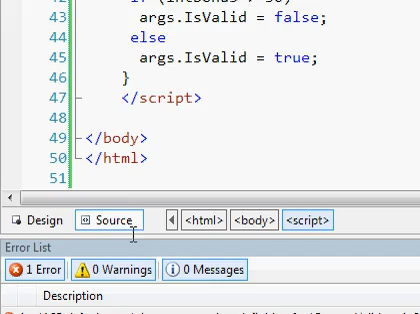 42
43 args.IsValid = false;
44 else
45 args.IsValid = true;
46 }
47 </script>
48
49 </body>
50 </html>
51
Design Source <html> <body> <script>
Error List
1 Error 0 Warnings 0 Messages
Description